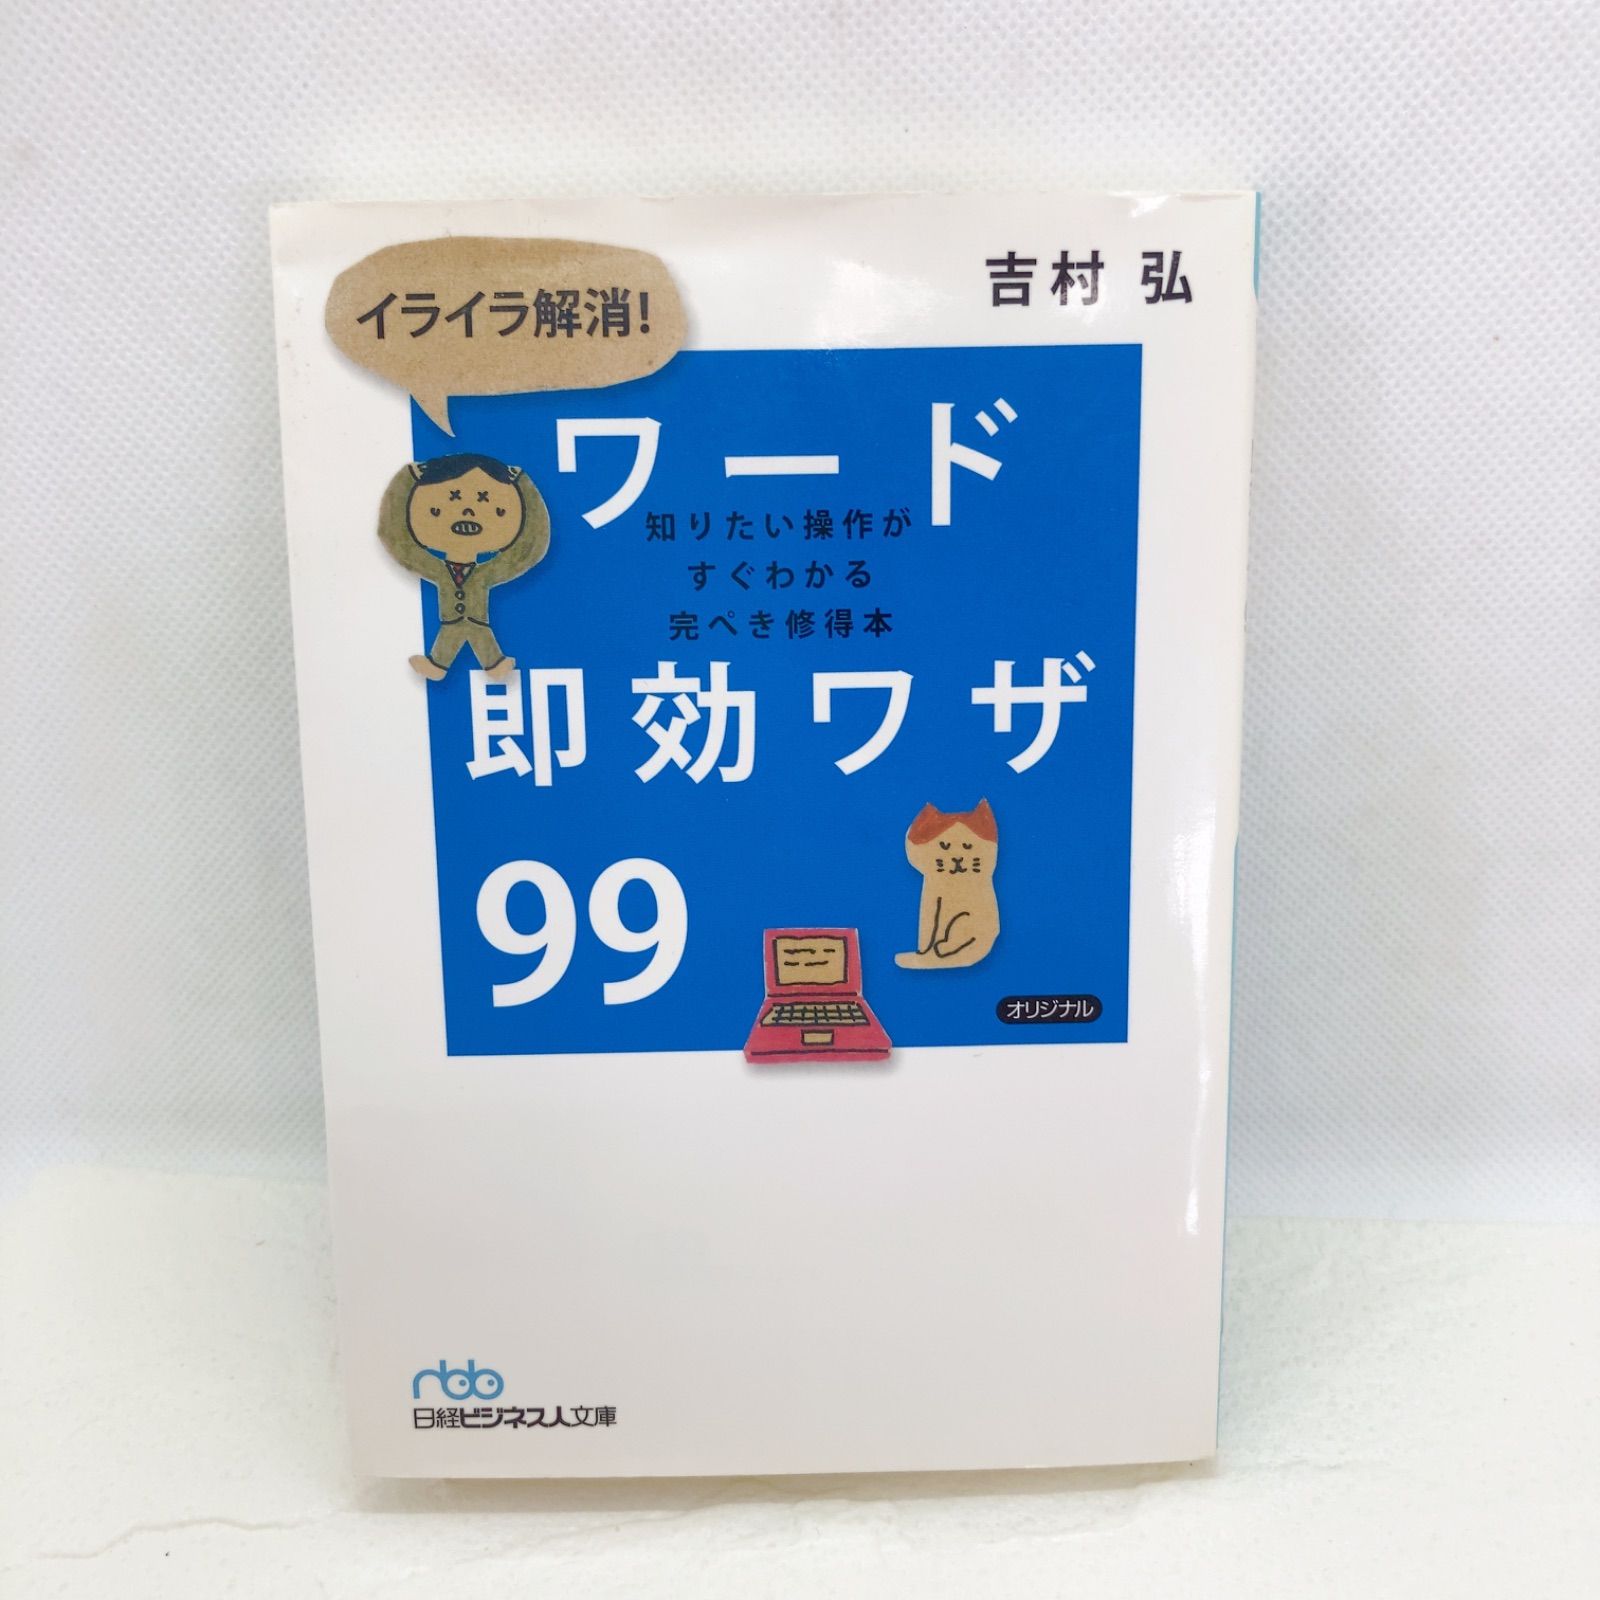 吉村 弘
イライラ解消!
ワード
知りたい操作が
すぐわかる
完ぺき修得本
即効ワザ
99
オリジナル
nbb
日経ビジネス人文庫